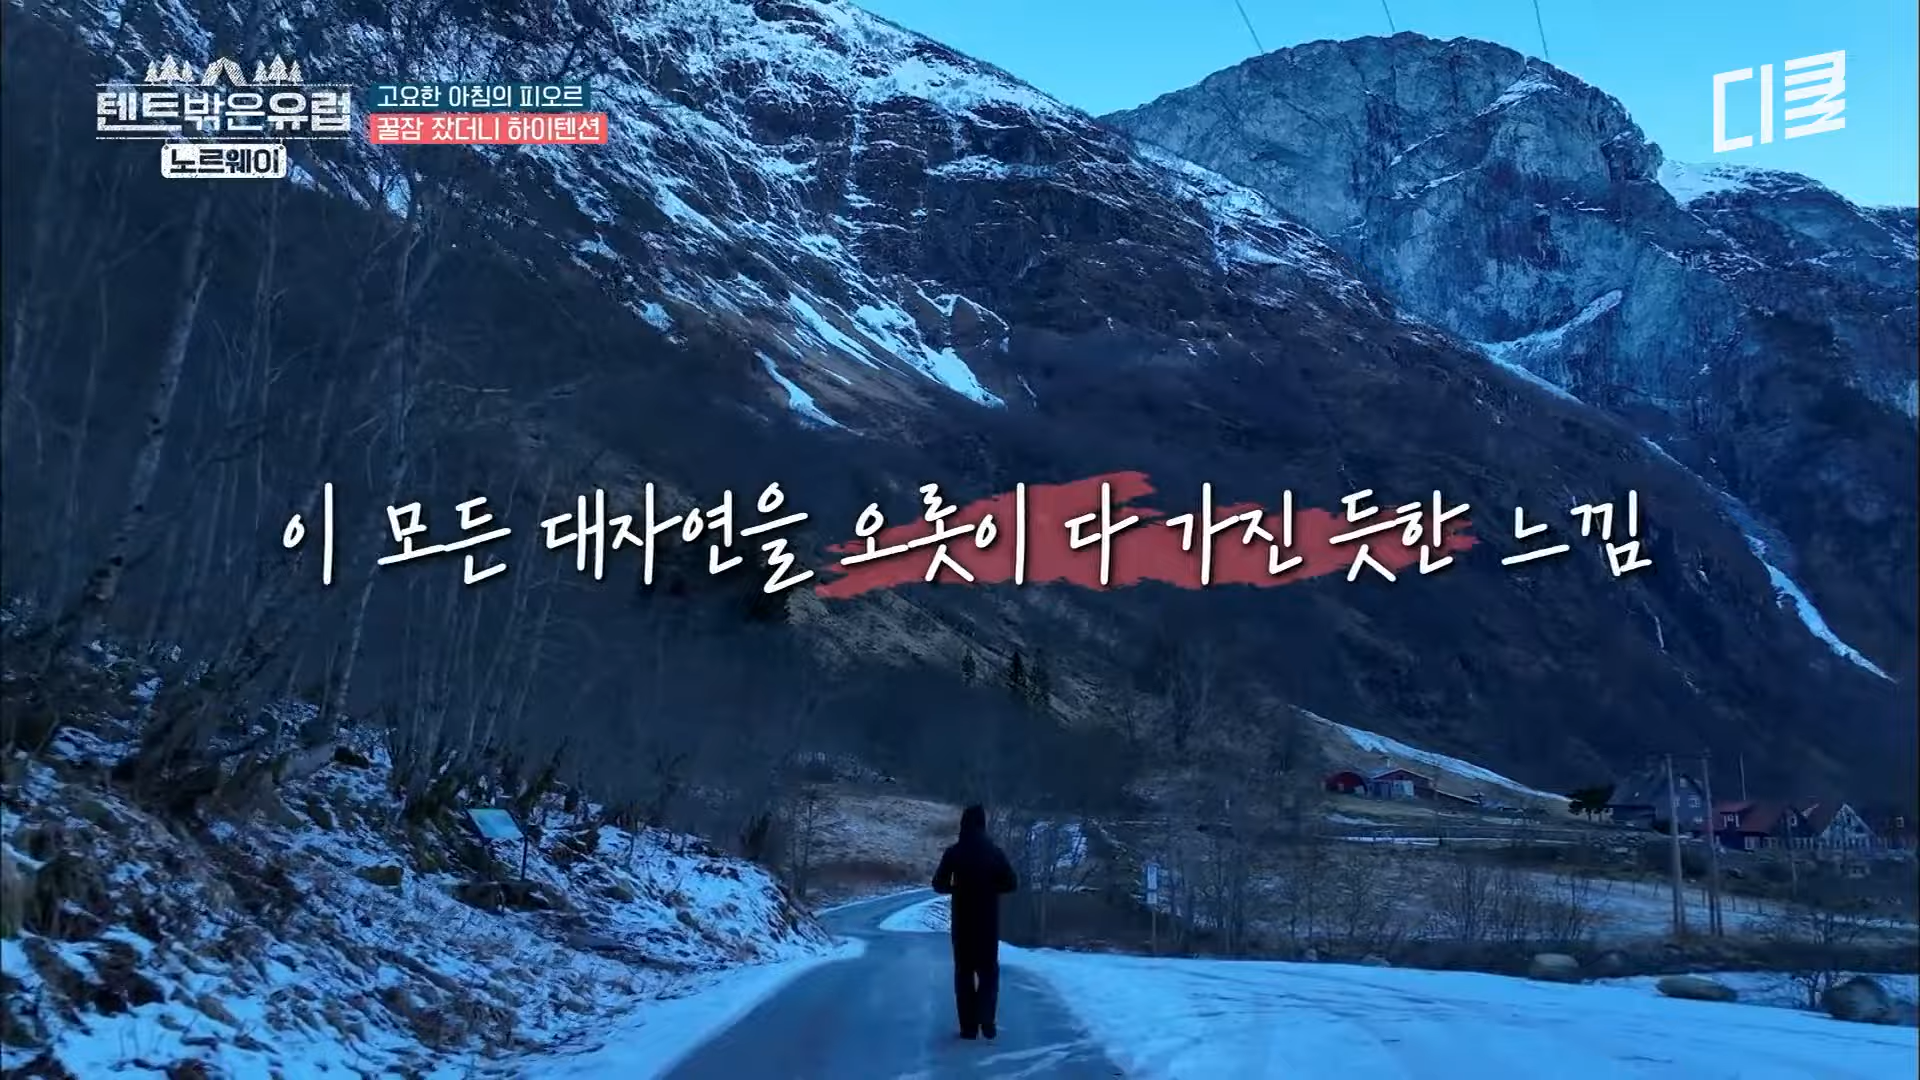 텐트밖은유럽
노르웨이
고요한 아침의 피오르
꿀잠 잤더니 하이텐션
디클
이 모든 대자연을 오롯이 다 가진 듯한 느낌